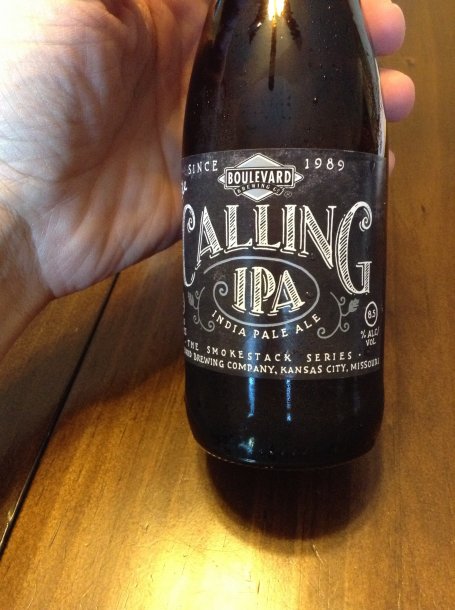 SINCE 1989
BOULEVARD
BREWING Co
CALLING
IPA
INDIA PALE ALE
8.5
% ALC/
VOL.
- THE SMOKESTACK SERIES -
BREWING COMPANY, KANSAS CITY, MISSOURI